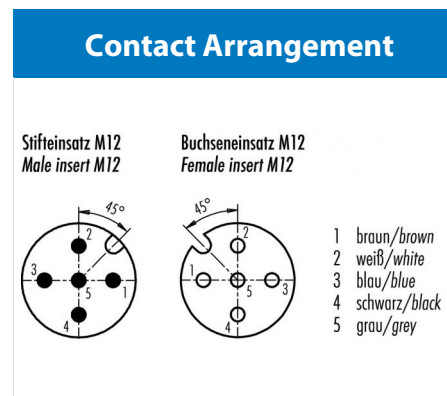 Contact Arrangement
Stifteinsatz M12
Male insert M12
Buchseneinsatz M12
Female insert M12
45°
2
3
5
1
4
45°
2
1
5
3
4
1 braun/brown
2 weiß/white
3 blau/blue
4 schwarz/black
5 grau/grey